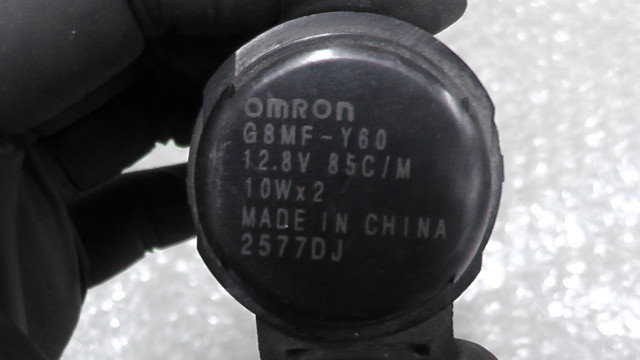 omron
G8MF-Y60
12.8V 85C/M
10Wx2
MADE IN CHINA
2577DJ